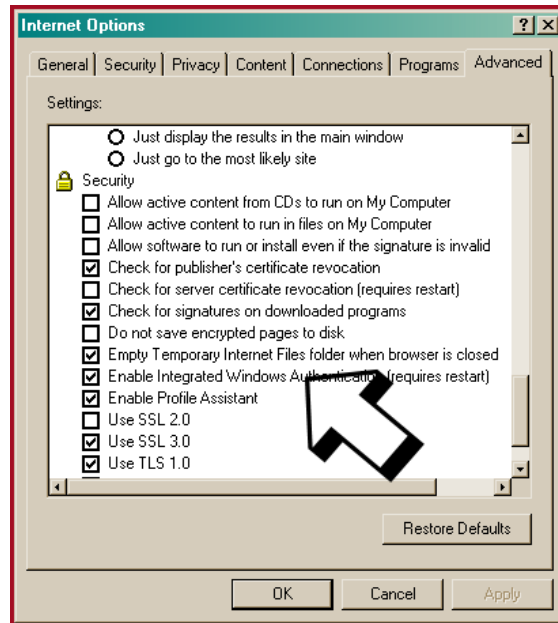 Internet Options
General Security Privacy Content Connections Programs Advanced
Settings:
Just display the results in the main window
Just go to the most likely site
Security
Allow active content from CDs to run on My Computer
Allow active content to run in files on My Computer
Allow software to run or install even if the signature is invalid
Check for publisher's certificate revocation
Check for server certificate revocation (requires restart)
Check for signatures on downloaded programs
Do not save encrypted pages to disk
Empty Temporary Internet Files folder when browser is closed
Enable Integrated Windows Authentication (requires restart)
Enable Profile Assistant
Use SSL 2.0
Use SSL 3.0
Use TLS 1.0
Restore Defaults
OK Cancel Apply